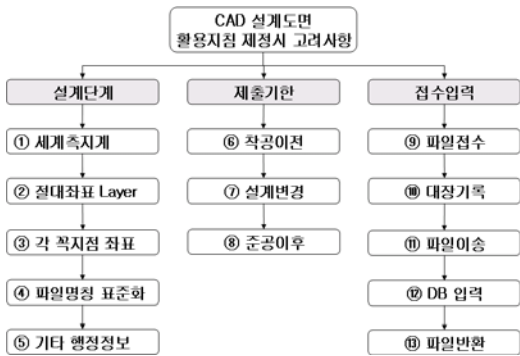 CAD 설계도면
활용지침 제정시 고려사항
설계단계
① 세계측지계
② 절대좌표 Layer
③ 각 꼭지점 좌표
④ 파일명칭 표준화
⑤ 기타 행정정보
제출기한
⑥ 착공이전
⑦ 설계변경
⑧ 준공이후
접수입력
⑨ 파일접수
⑩ 대장기록
⑪ 파일이송
⑫ DB 입력
⑬ 파일반환